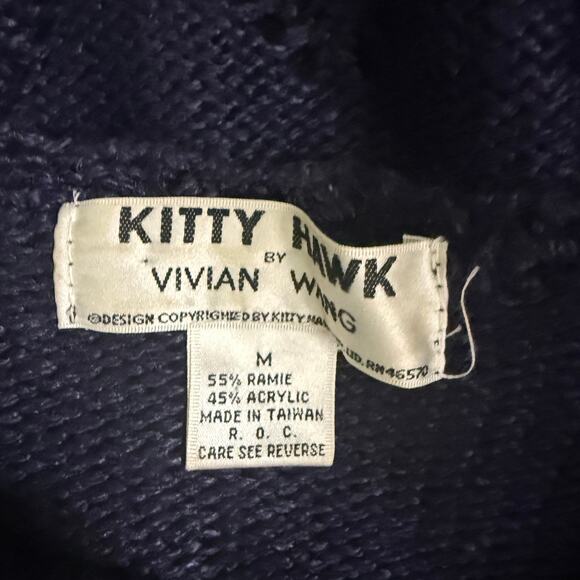 KITTY HAWK
BY
VIVIAN WANG
©DESIGN COPYRIGHTED BY KITTY LTD. RN46570
M
55% RAMIE
45% ACRYLIC
MADE IN TAIWAN
R. O. C.
CARE SEE REVERSE